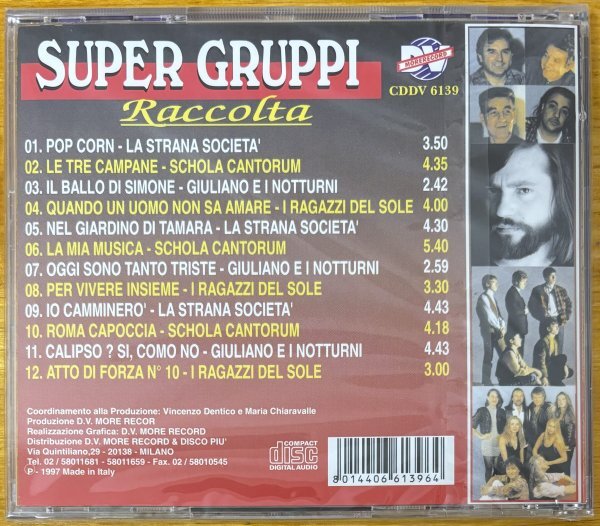 SUPER GRUPPI
Raccolta
DV
MORERECORD
CDDV 6139
01. POP CORN - LA STRANA SOCIETA' 3.50
02. LE TRE CAMPANE - SCHOLA CANTORUM 4.35
03. IL BALLO DI SIMONE - GIULIANO E I NOTTURNI 2.42
04. QUANDO UN UOMO NON SA AMARE - I RAGAZZI DEL SOLE 4.00
05. NEL GIARDINO DI TAMARA - LA STRANA SOCIETA' 4.30
06. LA MIA MUSICA - SCHOLA CANTORUM 5.40
07. OGGI SONO TANTO TRISTE - GIULIANO E I NOTTURNI 2.59
08. PER VIVERE INSIEME - I RAGAZZI DEL SOLE 3.30
09. IO CAMMINERO' - LA STRANA SOCIETA' 4.43
10. ROMA CAPOCCIA - SCHOLA CANTORUM 4.18
11. CALIPSO ? SI, COMO NO - GIULIANO E I NOTTURNI 4.43
12. ATTO DI FORZA N° 10 - I RAGAZZI DEL SOLE 3.00
Coordinamento alla Produzione: Vincenzo Dentico e Maria Chiaravalle
Produzione D.V. MORE RECOR
Realizzazione Grafica: D.V. MORE RECORD
Distribuzione D.V. MORE RECORD & DISCO PIU'
Via Quintiliano,29 - 20138 - MILANO
Tel. 02 / 58011681 - 58011659 - Fax. 02 / 58010545
P - 1997 Made in Italy
COMPACT
disc
DIGITAL AUDIO
8 014406 613964